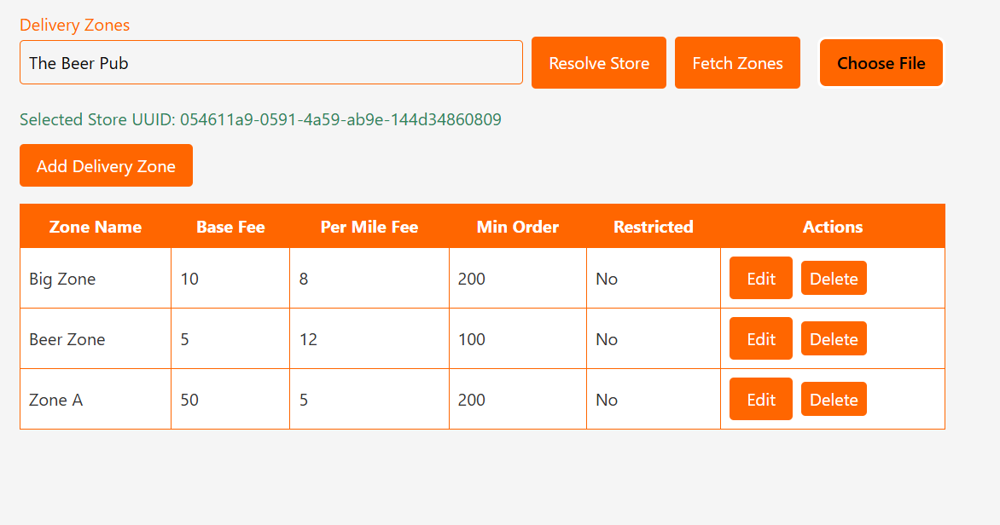 Delivery Zones
The Beer Pub Resolve Store Fetch Zones Choose File
Selected Store UUID: 054611a9-0591-4a59-ab9e-144d34860809
Add Delivery Zone
Zone Name Base Fee Per Mile Fee Min Order Restricted Actions
Big Zone 10 8 200 No Edit Delete
Beer Zone 5 12 100 No Edit Delete
Zone A 50 5 200 No Edit Delete